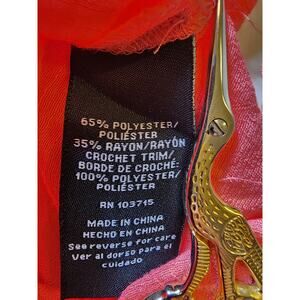 65% POLYESTER/
POLIÉSTER
35% RAYON/RAYÓN
CROCHET TRIM/
BORDE DE CROCHÉ:
100% POLYESTER/
POLIÉSTER
RN 103715
MADE IN CHINA
HECHO EN CHINA
See reverse for care
Ver al dorso para el
cuidado